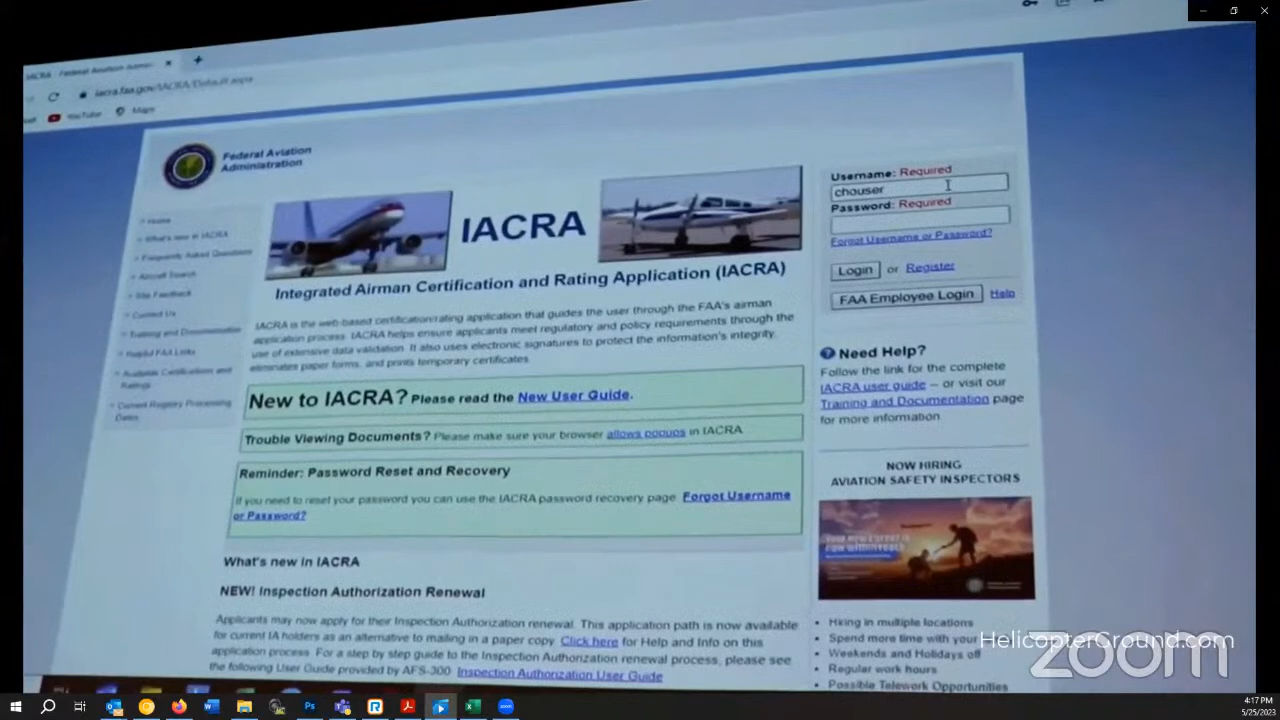 IACRA - Federal Aviation
iacra.faa.gov/IACRA/Default.aspx
YouTube
Maps
Federal Aviation
Administration
Home
What's new in IACRA
Frequently Asked Questions
Aircraft Search
Site Feedback
Contact Us
Training and Documentation
Helpful FAA Links
Available Certifications and
Ratings
Current Registry Processing
Dates
IACRA
Integrated Airman Certification and Rating Application (IACRA)
IACRA is the web-based certification/rating application that guides the user through the FAA's airman
application process. IACRA helps ensure applicants meet regulatory and policy requirements through the
use of extensive data validation. It also uses electronic signatures to protect the information's integrity,
eliminates paper forms, and prints temporary certificates.
New to IACRA? Please read the New User Guide.
Trouble Viewing Documents? Please make sure your browser allows popups in IACRA
Reminder: Password Reset and Recovery
If you need to reset your password you can use the IACRA password recovery page. Forgot Username
or Password?
What's new in IACRA
NEW! Inspection Authorization Renewal
Applicants may now apply for their Inspection Authorization renewal. This application path is now available
for current IA holders as an alternative to mailing in a paper copy. Click here for Help and Info on this
application process. For a step by step guide to the Inspection Authorization renewal process, please see
the following User Guide provided by AFS-300 Inspection Authorization User Guide
Username: Required
chouser
Password: Required
Forgot Username or Password?
Login or Register
FAA Employee Login Help
Need Help?
Follow the link for the complete
IACRA user guide – or visit our
Training and Documentation page
for more information
NOW HIRING
AVIATION SAFETY INSPECTORS
Hiring in multiple locations
Spend more time with your
Weekends and Holidays off
Regular work hours
Possible Telework Opportunities
HelicopterGround.com
zoom
4:17 PM
5/25/2023